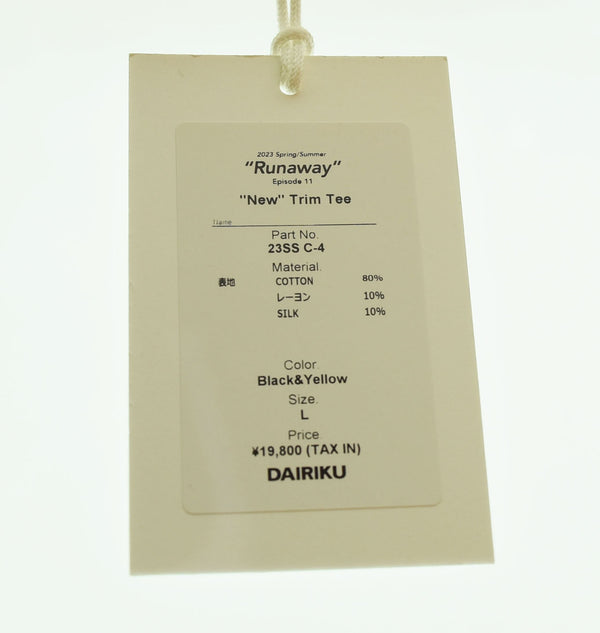 2023 Spring/Summer
"Runaway"
Episode 11
"New" Trim Tee
Name
Part No.
23SS C-4
Material.
表地 COTTON 80%
レーヨン 10%
SILK 10%
Color.
Black&Yellow
Size.
L
Price
¥19,800 (TAX IN)
DAIRIKU